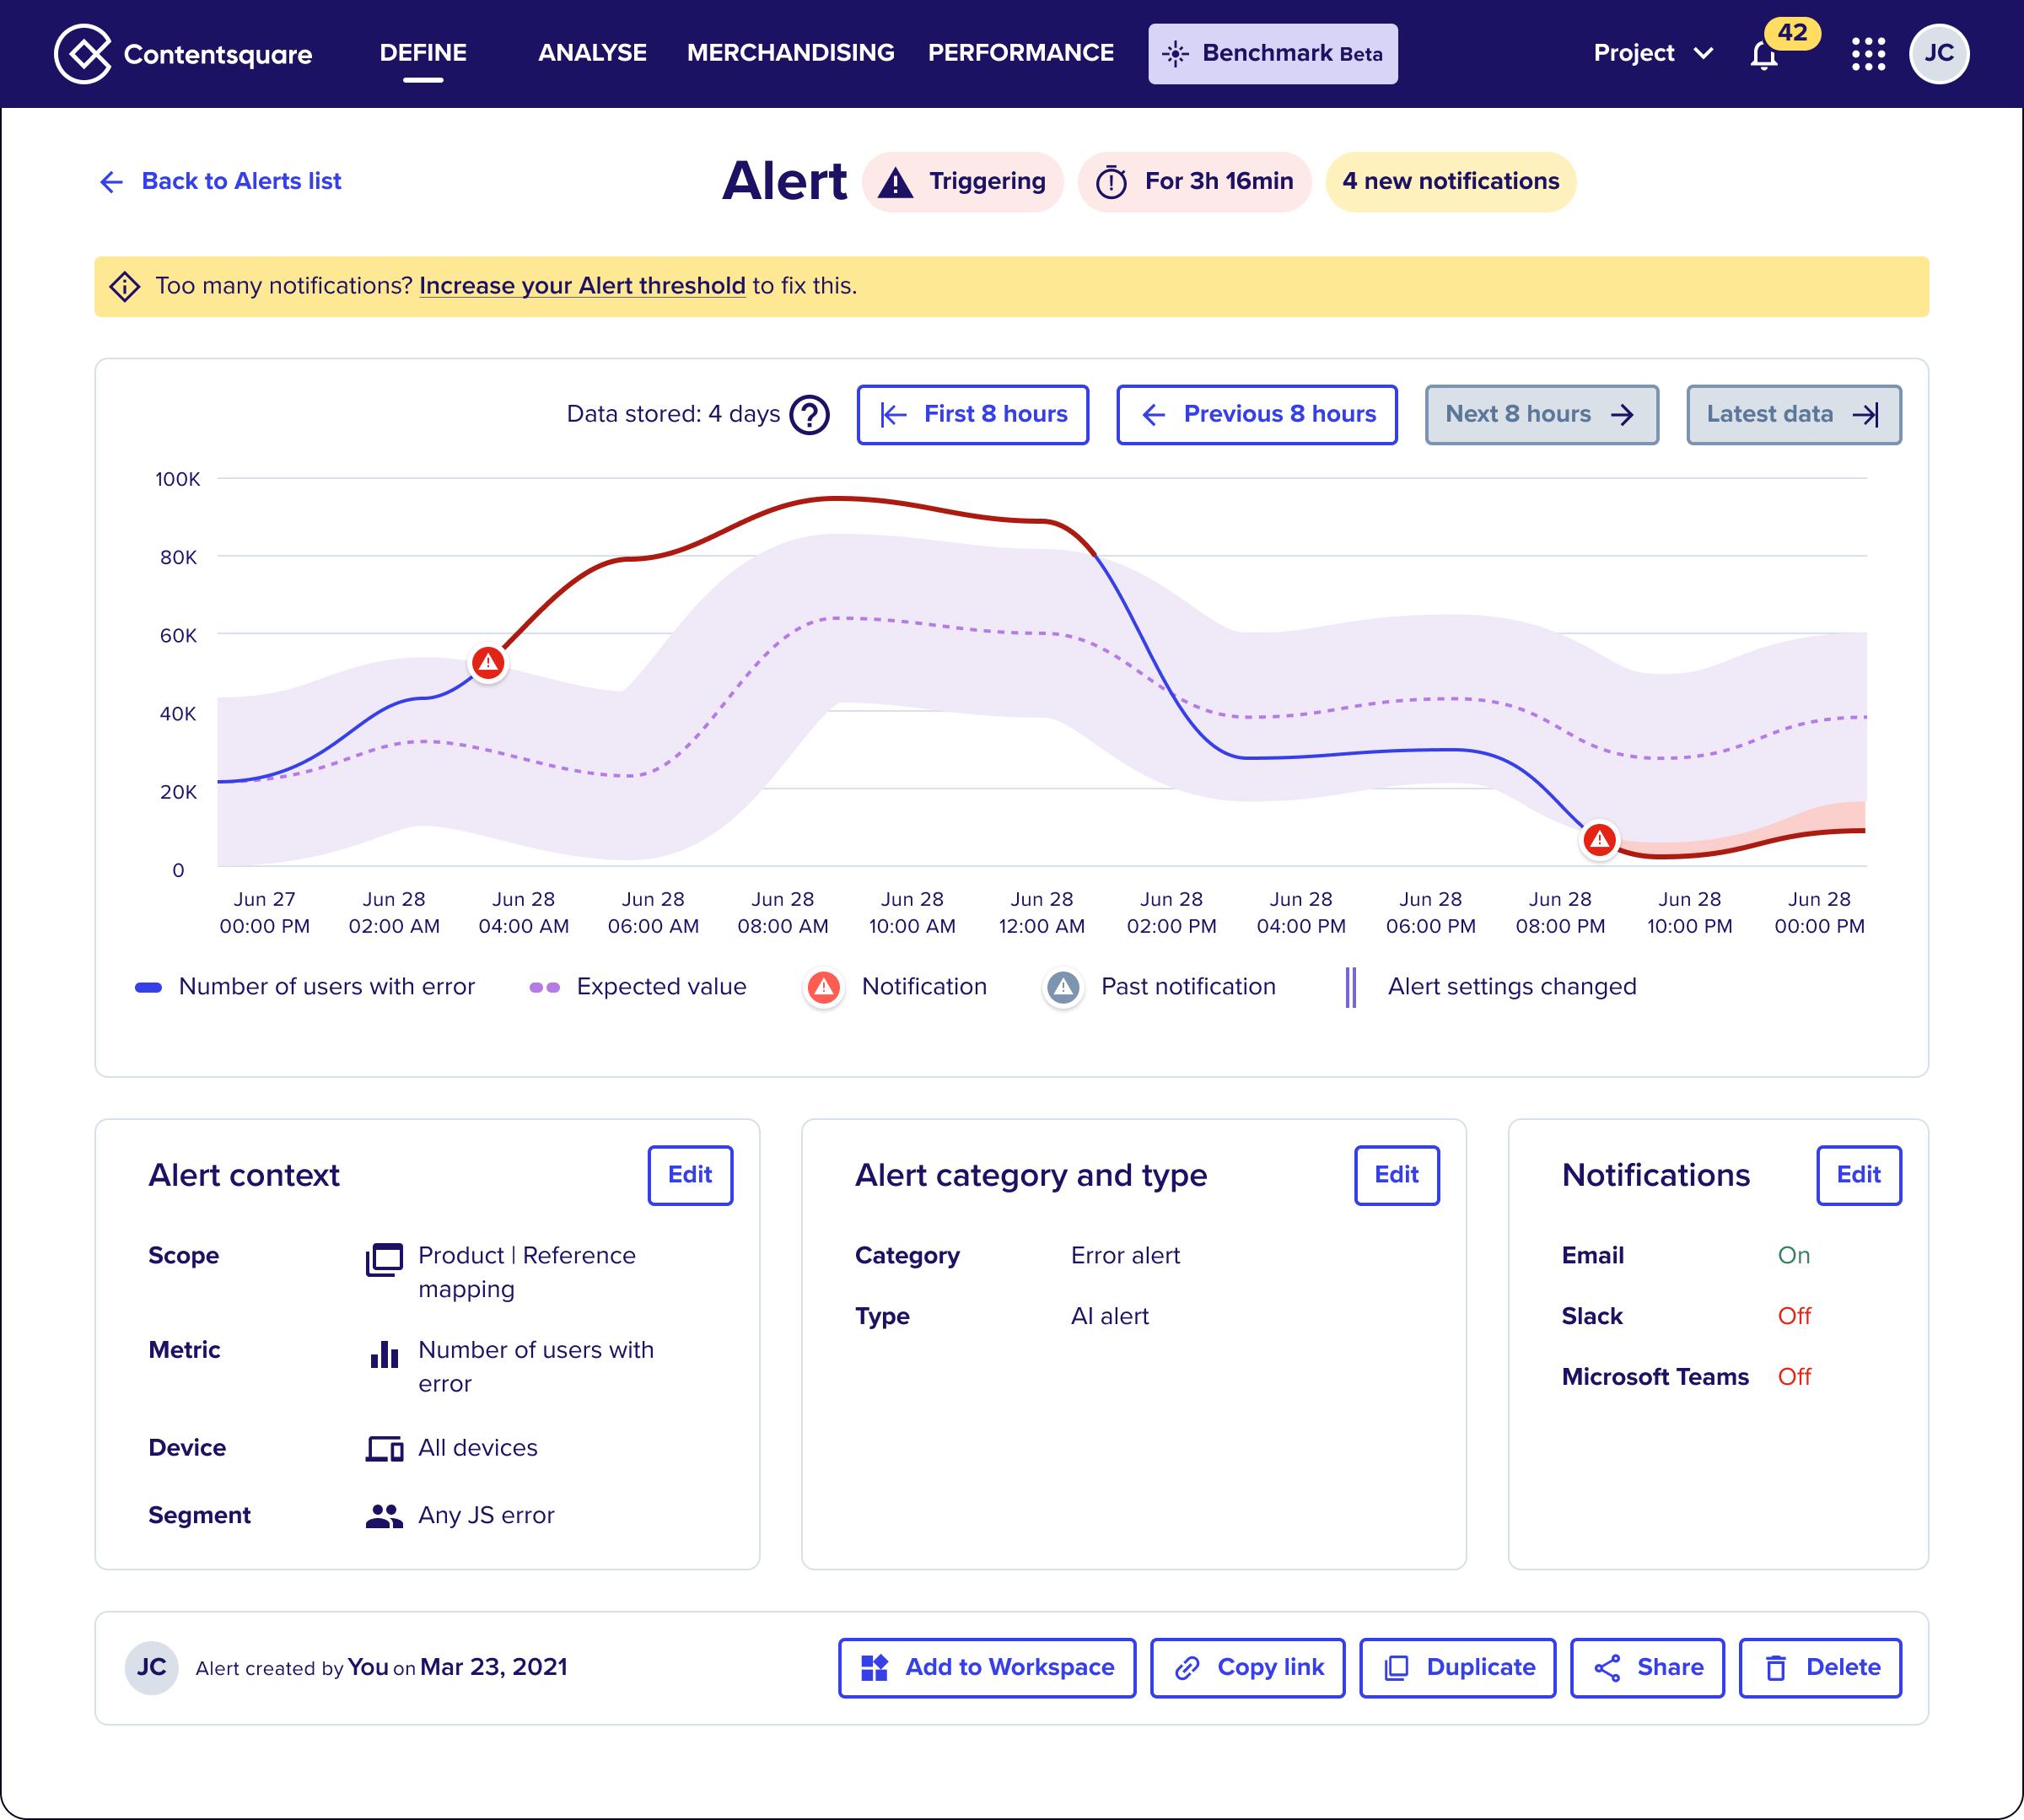 Contentsquare DEFINE ANALYSE MERCHANDISING PERFORMANCE Benchmark Beta Project 42 JC
Back to Alerts list Alert Triggering For 3h 16min 4 new notifications
Too many notifications? Increase your Alert threshold to fix this.
Data stored: 4 days First 8 hours Previous 8 hours Next 8 hours Latest data
100K
80K
60K
40K
20K
0
Jun 27 Jun 28 Jun 28 Jun 28 Jun 28 Jun 28 Jun 28 Jun 28 Jun 28 Jun 28 Jun 28 Jun 28 Jun 28
00:00 PM 02:00 AM 04:00 AM 06:00 AM 08:00 AM 10:00 AM 12:00 AM 02:00 PM 04:00 PM 06:00 PM 08:00 PM 10:00 PM 00:00 PM
Number of users with error Expected value Notification Past notification Alert settings changed
Alert context Edit
Scope Product | Reference
mapping
Metric Number of users with
error
Device All devices
Segment Any JS error
Alert category and type Edit
Category Error alert
Type AI alert
Notifications Edit
Email On
Slack Off
Microsoft Teams Off
JC Alert created by You on Mar 23, 2021 Add to Workspace Copy link Duplicate Share Delete